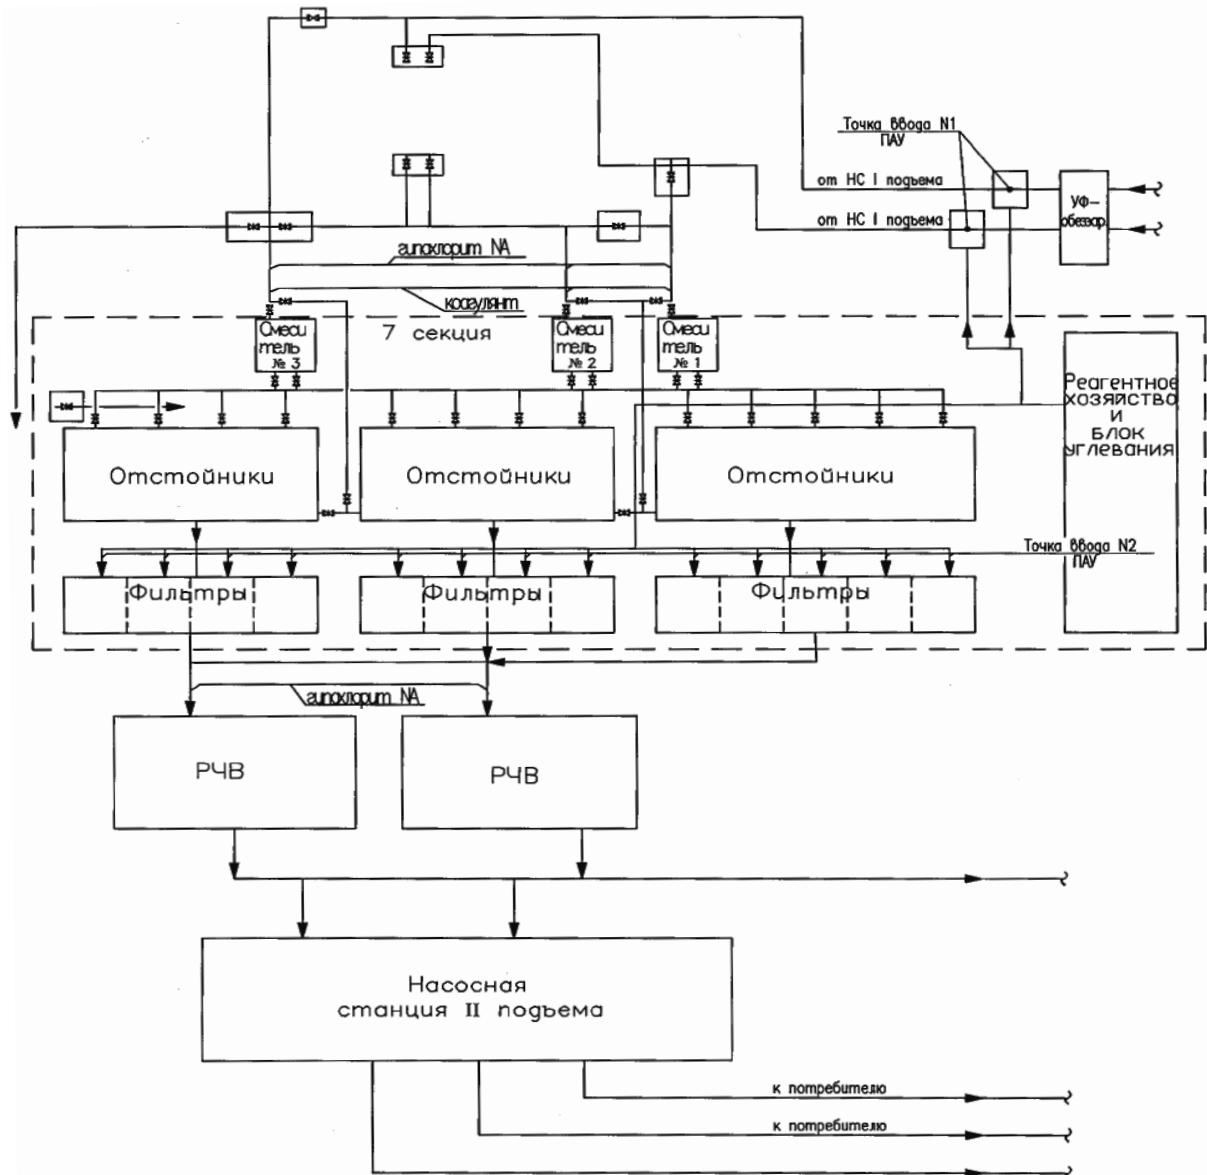 Точка ввода N1
ПАУ
от НС I подъема
от НС I подъема
УФ-
обеззар
гипохлорит NA
коагулянт
7 секция
Смеси
тель
№ 3
Смеси
тель
№ 2
Смеси
тель
№ 1
Реагентное
хозяйство
и
блок
углевания
Отстойники
Отстойники
Отстойники
Точка ввода N2
ПАУ
Фильтры
Фильтры
Фильтры
гипохлорит NA
РЧВ
РЧВ
Насосная
станция II подъема
к потребителю
к потребителю